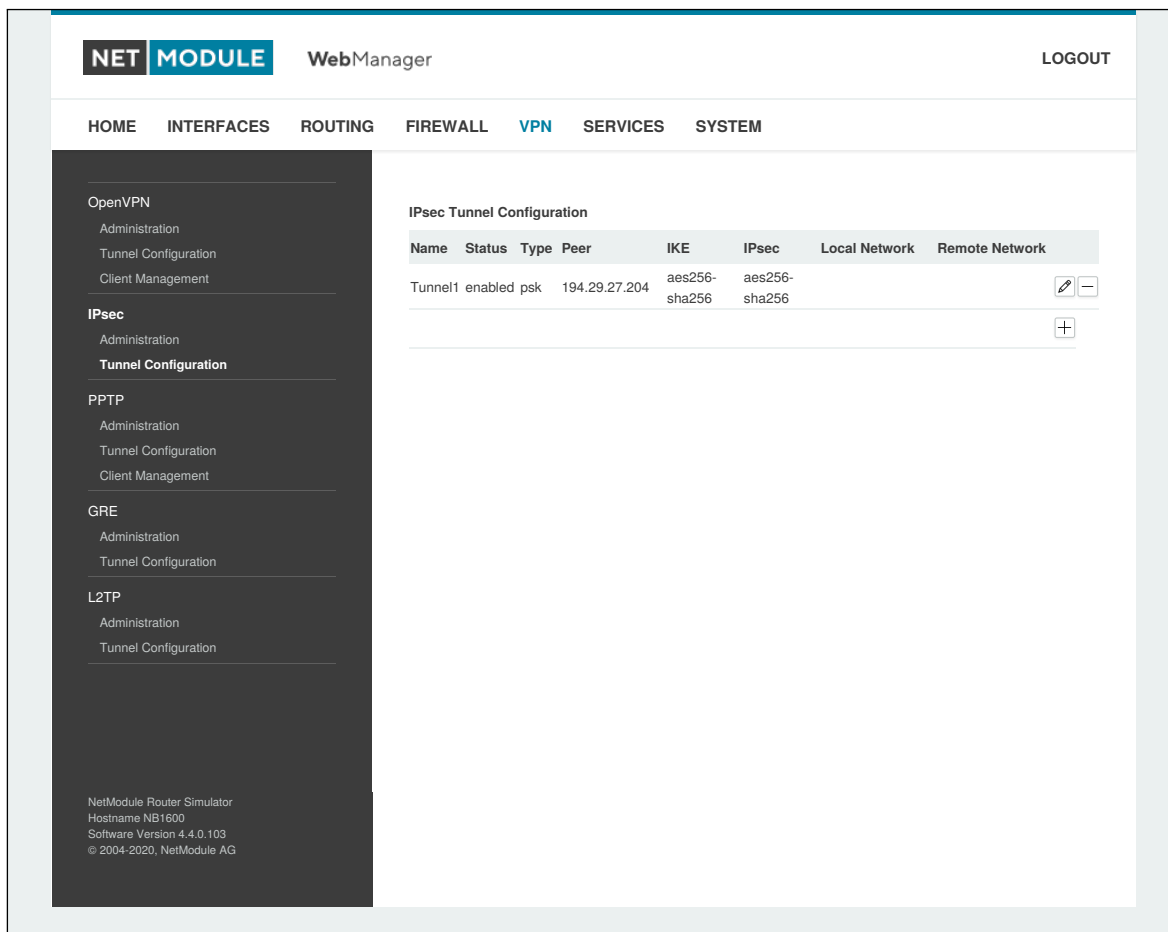 NET MODULE WebManager LOGOUT
HOME INTERFACES ROUTING FIREWALL VPN SERVICES SYSTEM
OpenVPN
Administration
Tunnel Configuration
Client Management
IPsec
Administration
Tunnel Configuration
PPTP
Administration
Tunnel Configuration
Client Management
GRE
Administration
Tunnel Configuration
L2TP
Administration
Tunnel Configuration
NetModule Router Simulator
Hostname NB1600
Software Version 4.4.0.103
© 2004-2020, NetModule AG
IPsec Tunnel Configuration
Name Status Type Peer IKE IPsec Local Network Remote Network
Tunnel1 enabled psk 194.29.27.204 aes256- aes256-
sha256 sha256